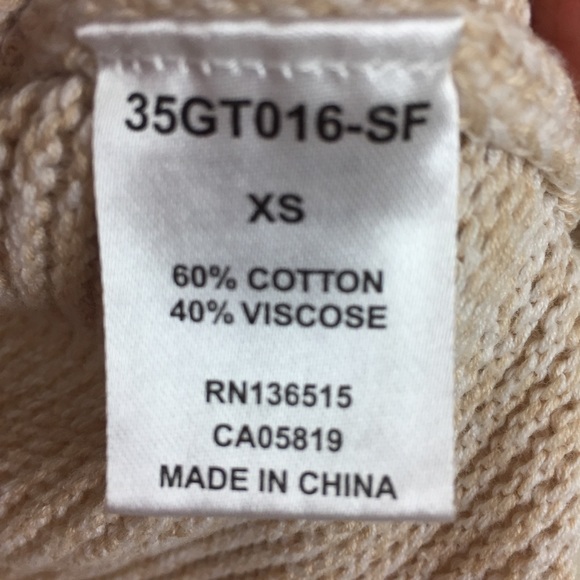 35GT016-SF
XS
60% COTTON
40% VISCOSE
RN136515
CA05819
MADE IN CHINA